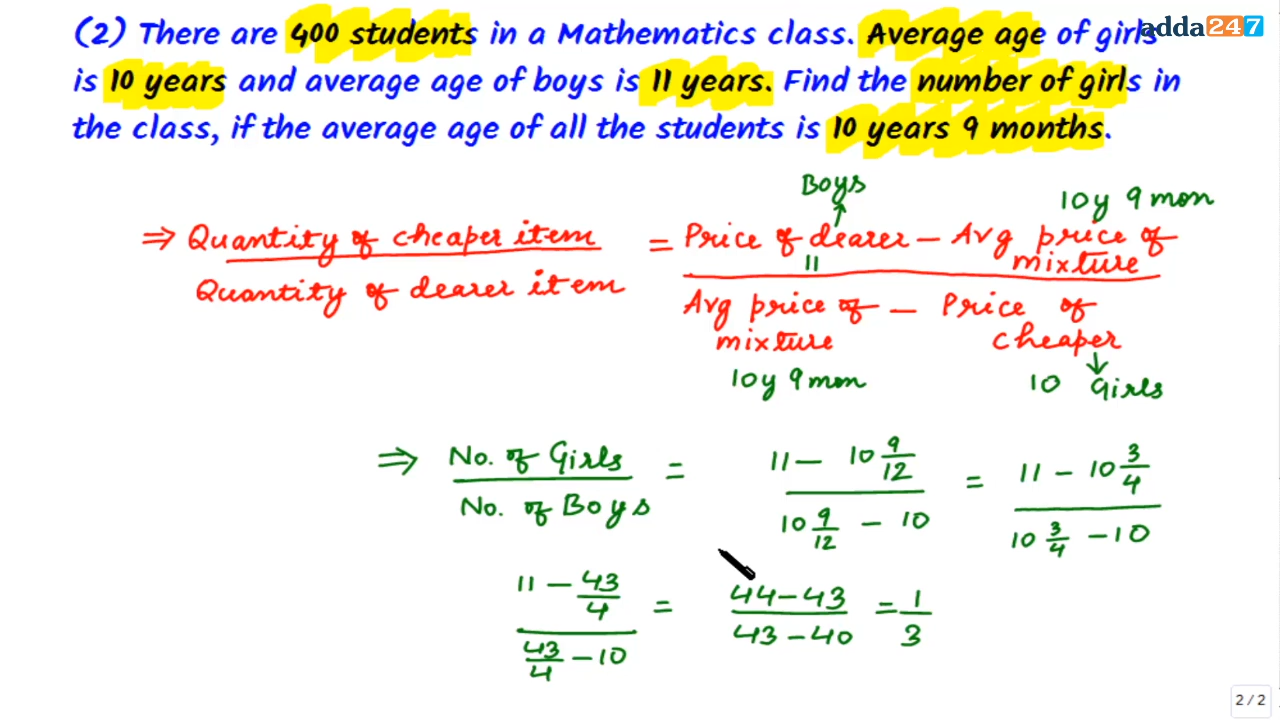 (2) There are 400 students in a Mathematics class. Average age of girls
adda247
is 10 years and average age of boys is 11 years. Find the number of girls in
the class, if the average age of all the students is 10 years 9 months.
Boys
10y 9 mon
⇒ Quantity of cheaper item / Quantity of dearer item = Price of dearer – Avg price of mixture / Avg price of mixture – Price of cheaper
11
10y 9 mon
10 Girls
⇒ No. of Girls / No. of Boys = 11 – 10 9/12 / 10 9/12 – 10 = 11 – 10 3/4 / 10 3/4 – 10
11 – 43/4 / 43/4 – 10 = 44 – 43 / 43 – 40 = 1/3
2 / 2